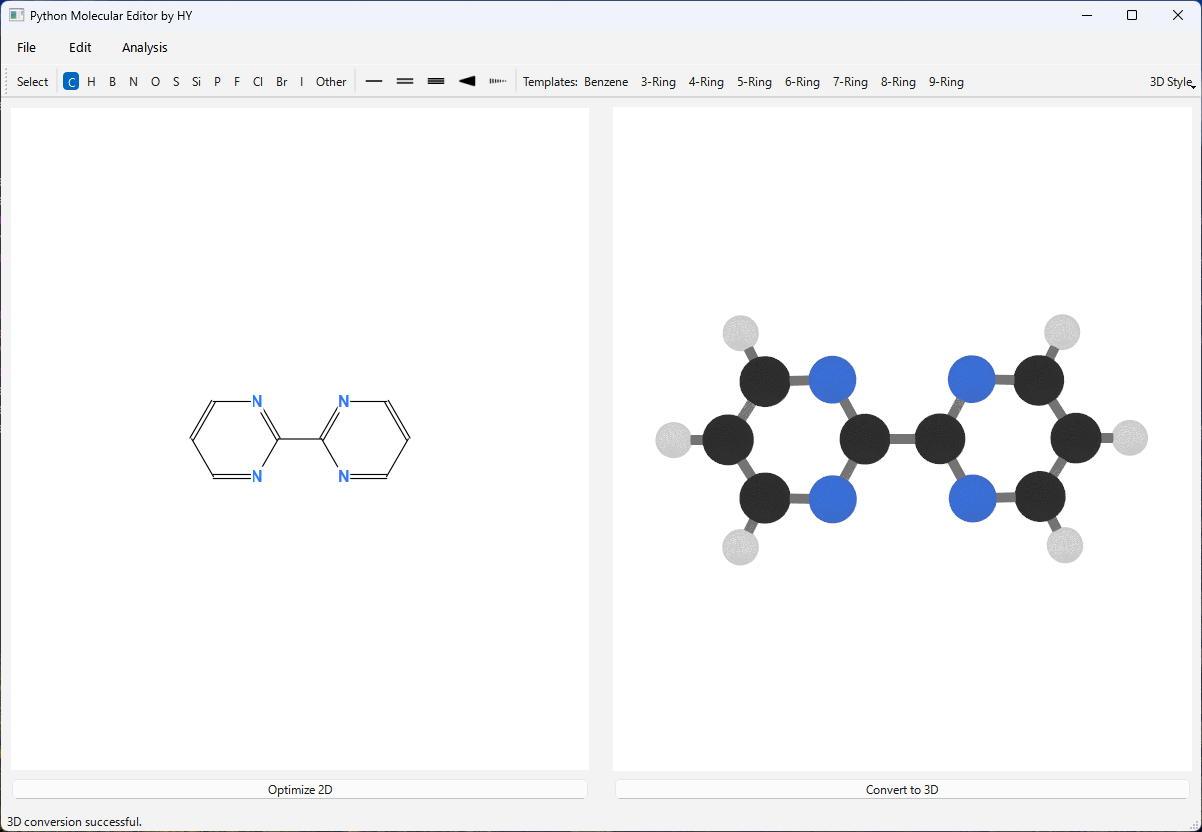 Python Molecular Editor by HY
File Edit Analysis
Select C H B N O S Si P F Cl Br I Other Templates: Benzene 3-Ring 4-Ring 5-Ring 6-Ring 7-Ring 8-Ring 9-Ring 3D Style
N N
N N
Optimize 2D Convert to 3D
3D conversion successful.